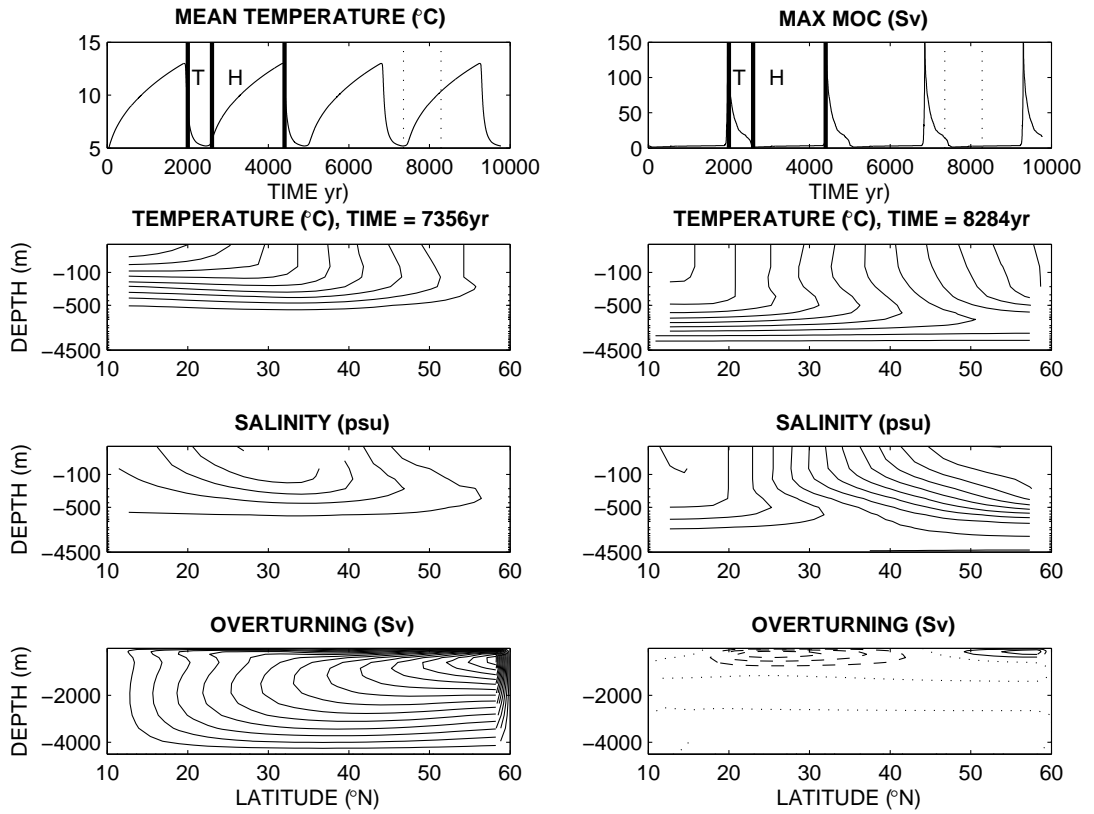 MEAN TEMPERATURE (°C)
15
10
5
T
H
0 2000 4000 6000 8000 10000
TIME yr)
MAX MOC (Sv)
150
100
50
0
T
H
0 2000 4000 6000 8000 10000
TIME yr)
TEMPERATURE (°C), TIME = 7356yr
DEPTH (m)
−100
−500
−4500
10 20 30 40 50 60
TEMPERATURE (°C), TIME = 8284yr
−100
−500
−4500
10 20 30 40 50 60
SALINITY (psu)
DEPTH (m)
−100
−500
−4500
10 20 30 40 50 60
SALINITY (psu)
−100
−500
−4500
10 20 30 40 50 60
OVERTURNING (Sv)
DEPTH (m)
−2000
−4000
10 20 30 40 50 60
LATITUDE (°N)
OVERTURNING (Sv)
−2000
−4000
10 20 30 40 50 60
LATITUDE (°N)